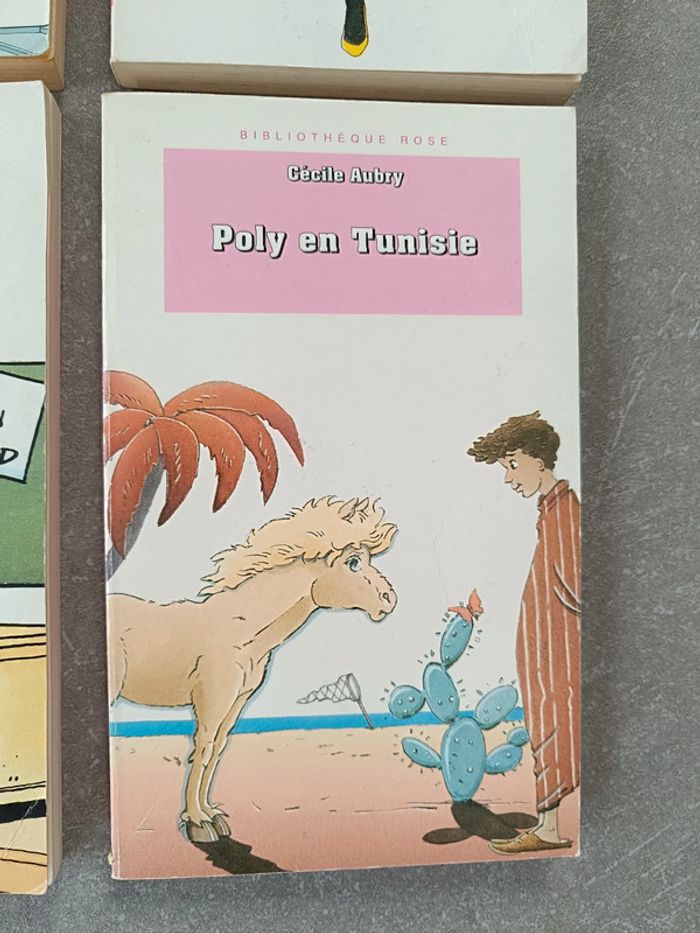 BIBLIOTHÈQUE ROSE
Cécile Aubry
Poly en Tunisie